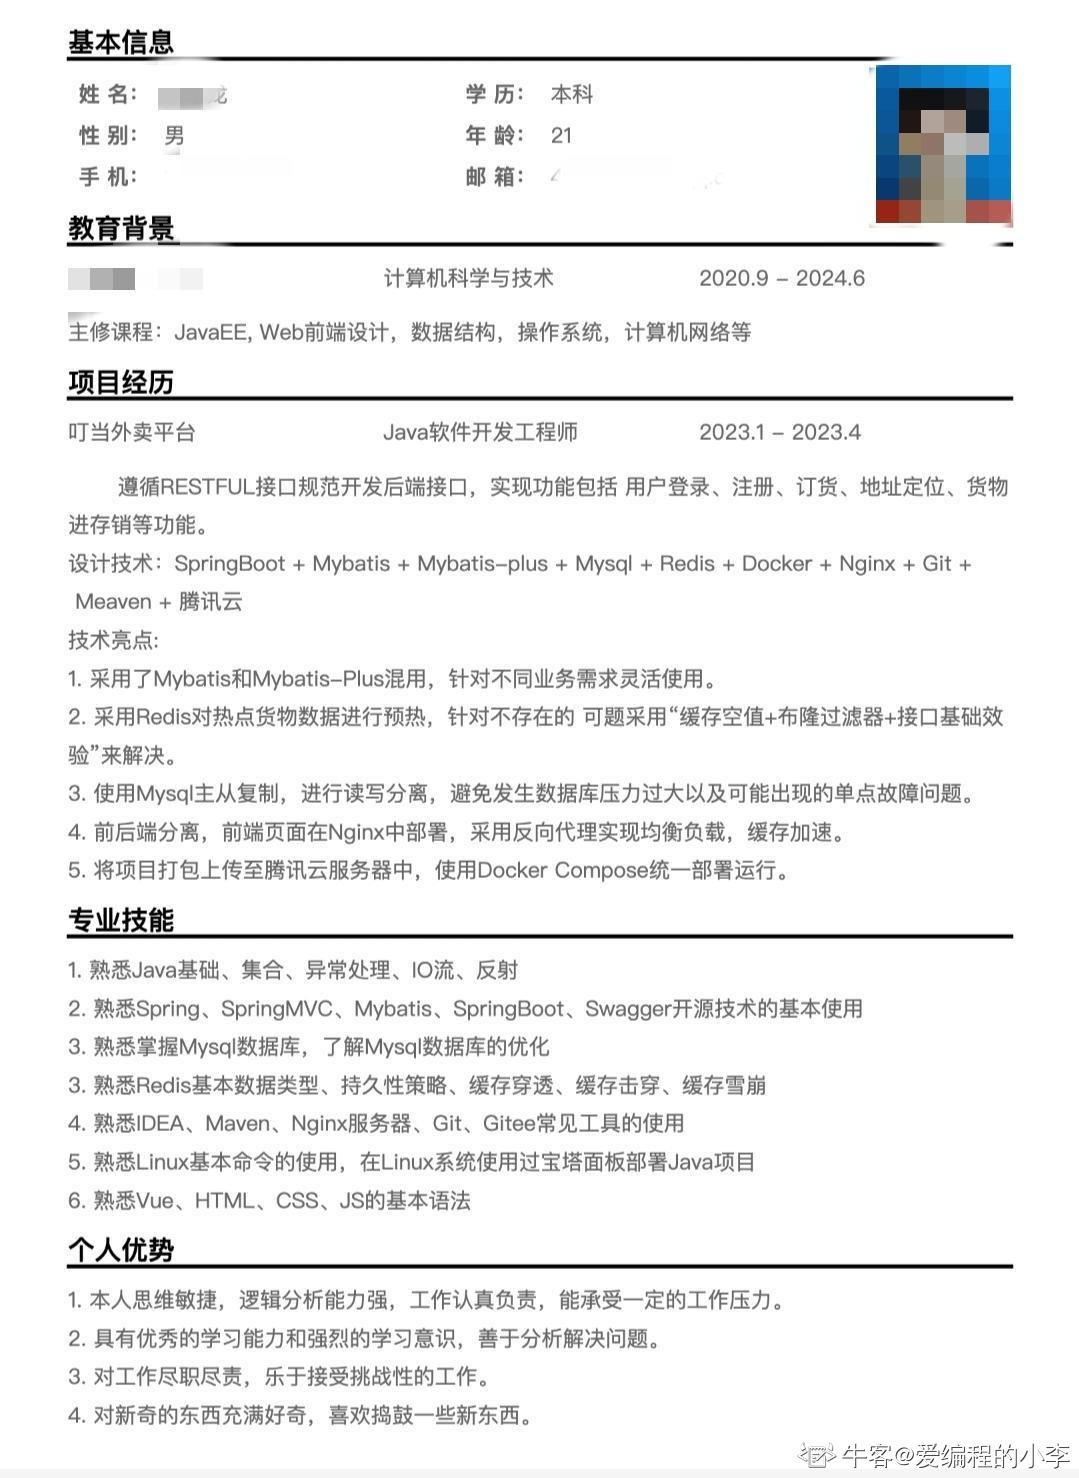 基本信息
姓 名： 学 历： 本科
性 别： 男 年 龄： 21
手 机： 邮 箱：
教育背景
计算机科学与技术 2020.9 – 2024.6
主修课程：JavaEE, Web前端设计，数据结构，操作系统，计算机网络等
项目经历
叮当外卖平台 Java软件开发工程师 2023.1 – 2023.4
遵循RESTFUL接口规范开发后端接口，实现功能包括 用户登录、注册、订货、地址定位、货物
进存销等功能。
设计技术：SpringBoot + Mybatis + Mybatis-plus + Mysql + Redis + Docker + Nginx + Git +
Meaven + 腾讯云
技术亮点:
1. 采用了Mybatis和Mybatis-Plus混用，针对不同业务需求灵活使用。
2. 采用Redis对热点货物数据进行预热，针对不存在的 可题采用“缓存空值+布隆过滤器+接口基础效
验”来解决。
3. 使用Mysql主从复制，进行读写分离，避免发生数据库压力过大以及可能出现的单点故障问题。
4. 前后端分离，前端页面在Nginx中部署，采用反向代理实现均衡负载，缓存加速。
5. 将项目打包上传至腾讯云服务器中，使用Docker Compose统一部署运行。
专业技能
1. 熟悉Java基础、集合、异常处理、IO流、反射
2. 熟悉Spring、SpringMVC、Mybatis、SpringBoot、Swagger开源技术的基本使用
3. 熟悉掌握Mysql数据库，了解Mysql数据库的优化
3. 熟悉Redis基本数据类型、持久性策略、缓存穿透、缓存击穿、缓存雪崩
4. 熟悉IDEA、Maven、Nginx服务器、Git、Gitee常见工具的使用
5. 熟悉Linux基本命令的使用，在Linux系统使用过宝塔面板部署Java项目
6. 熟悉Vue、HTML、CSS、JS的基本语法
个人优势
1. 本人思维敏捷，逻辑分析能力强，工作认真负责，能承受一定的工作压力。
2. 具有优秀的学习能力和强烈的学习意识，善于分析解决问题。
3. 对工作尽职尽责，乐于接受挑战性的工作。
4. 对新奇的东西充满好奇，喜欢捣鼓一些新东西。
牛客@爱编程的小李